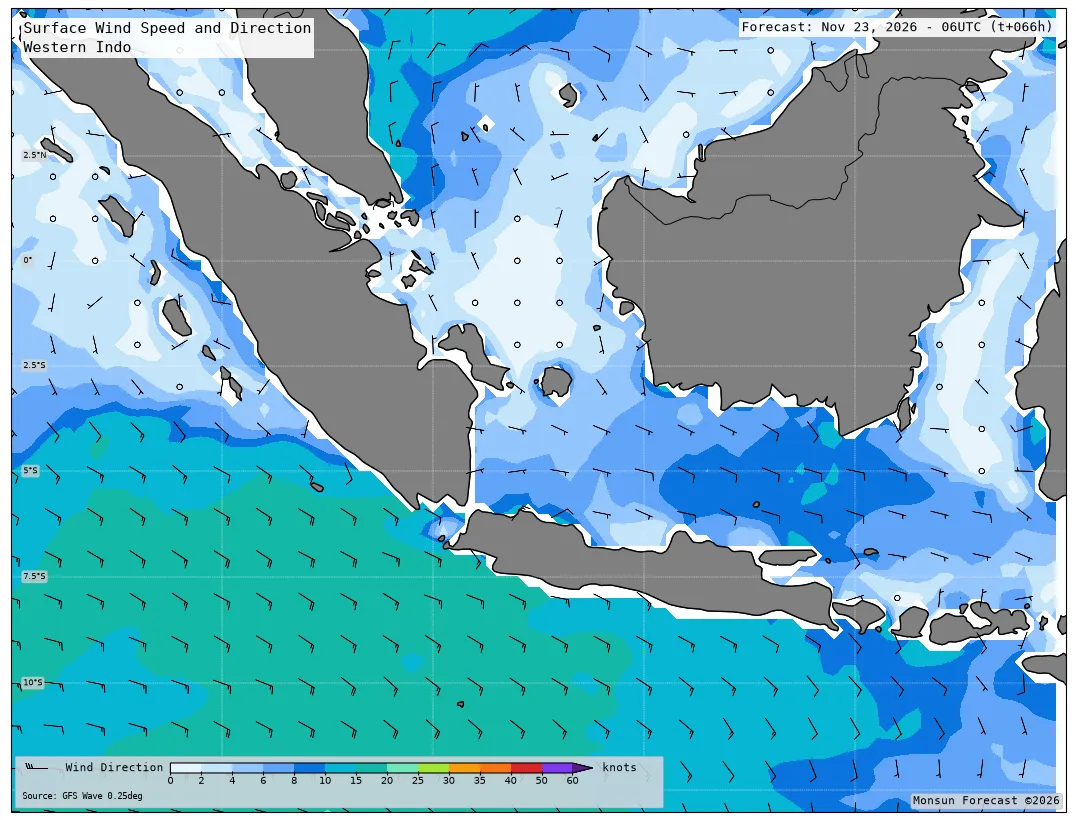 Surface Wind Speed and Direction
Western Indo
Forecast: Nov 23, 2026 - 06UTC (t+066h)
2.5°N
0°
2.5°S
5°S
7.5°S
10°S
Wind Direction
0 2 4 6 8 10 15 20 25 30 35 40 50 60
knots
Source: GFS Wave 0.25deg
Monsun Forecast ©2026